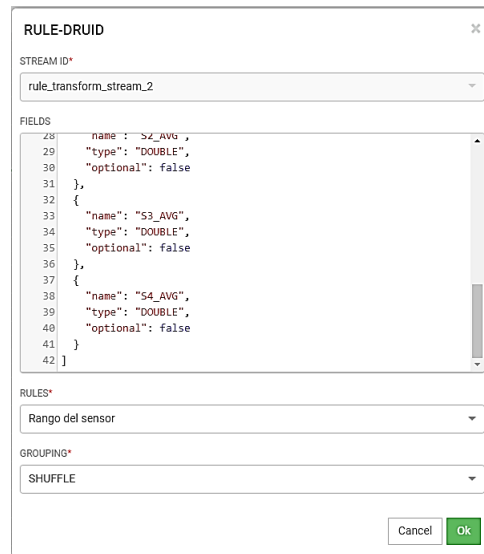 RULE-DRUID
×
STREAM ID*
rule_transform_stream_2
FIELDS
28 "name": "S2_AVG",
29 "type": "DOUBLE",
30 "optional": false
31 },
32 {
33 "name": "S3_AVG",
34 "type": "DOUBLE",
35 "optional": false
36 },
37 {
38 "name": "S4_AVG",
39 "type": "DOUBLE",
40 "optional": false
41 }
42 ]
RULES*
Rango del sensor
GROUPING*
SHUFFLE
Cancel Ok